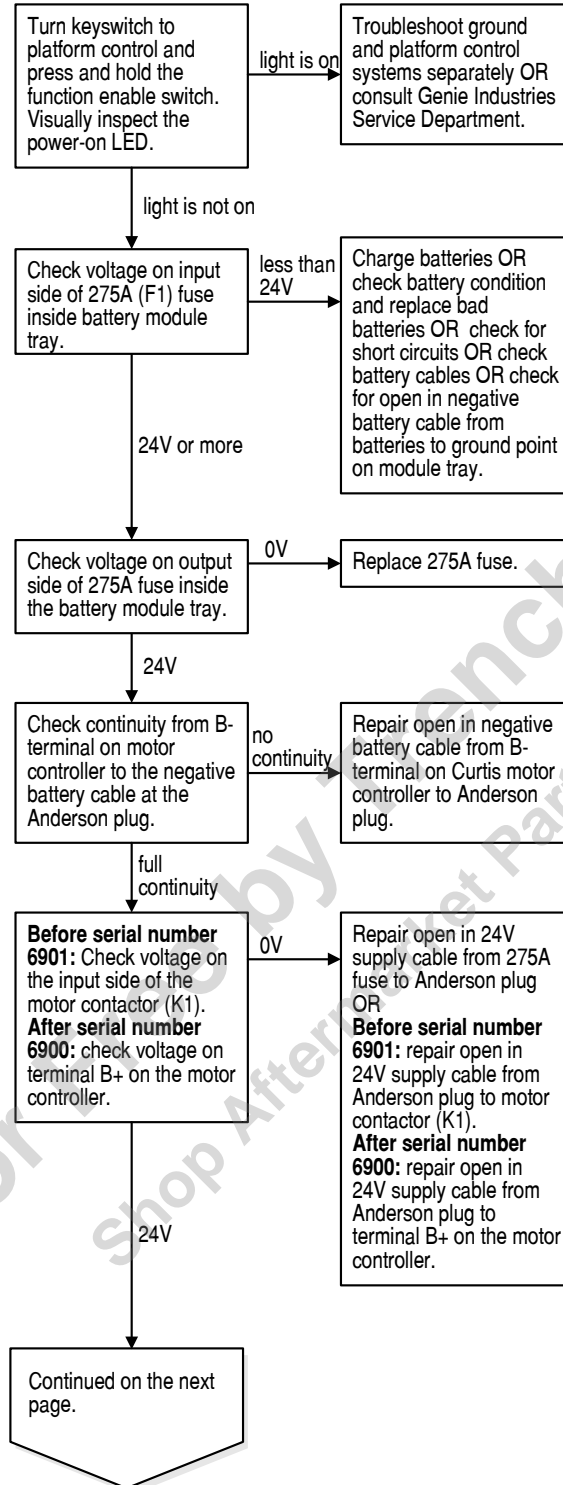 Turn keyswitch to
platform control and
press and hold the
function enable switch.
Visually inspect the
power-on LED.
light is on
Troubleshoot ground
and platform control
systems separately OR
consult Genie Industries
Service Department.
light is not on
Check voltage on input
side of 275A (F1) fuse
inside battery module
tray.
less than
24V
Charge batteries OR
check battery condition
and replace bad
batteries OR check for
short circuits OR check
battery cables OR check
for open in negative
battery cable from
batteries to ground point
on module tray.
24V or more
Check voltage on output
side of 275A fuse inside
the battery module tray.
0V
Replace 275A fuse.
24V
Check continuity from B-
terminal on motor
controller to the negative
battery cable at the
Anderson plug.
no
continuity
Repair open in negative
battery cable from B-
terminal on Curtis motor
controller to Anderson
plug.
full
continuity
Before serial number
6901: Check voltage on
the input side of the
motor contactor (K1).
After serial number
6900: check voltage on
terminal B+ on the motor
controller.
0V
Repair open in 24V
supply cable from 275A
fuse to Anderson plug
OR
Before serial number
6901: repair open in
24V supply cable from
Anderson plug to motor
contactor (K1).
After serial number
6900: repair open in
24V supply cable from
Anderson plug to
terminal B+ on the motor
controller.
24V
Continued on the next
page.
or Free by Trench
Shop Aftermarket Part